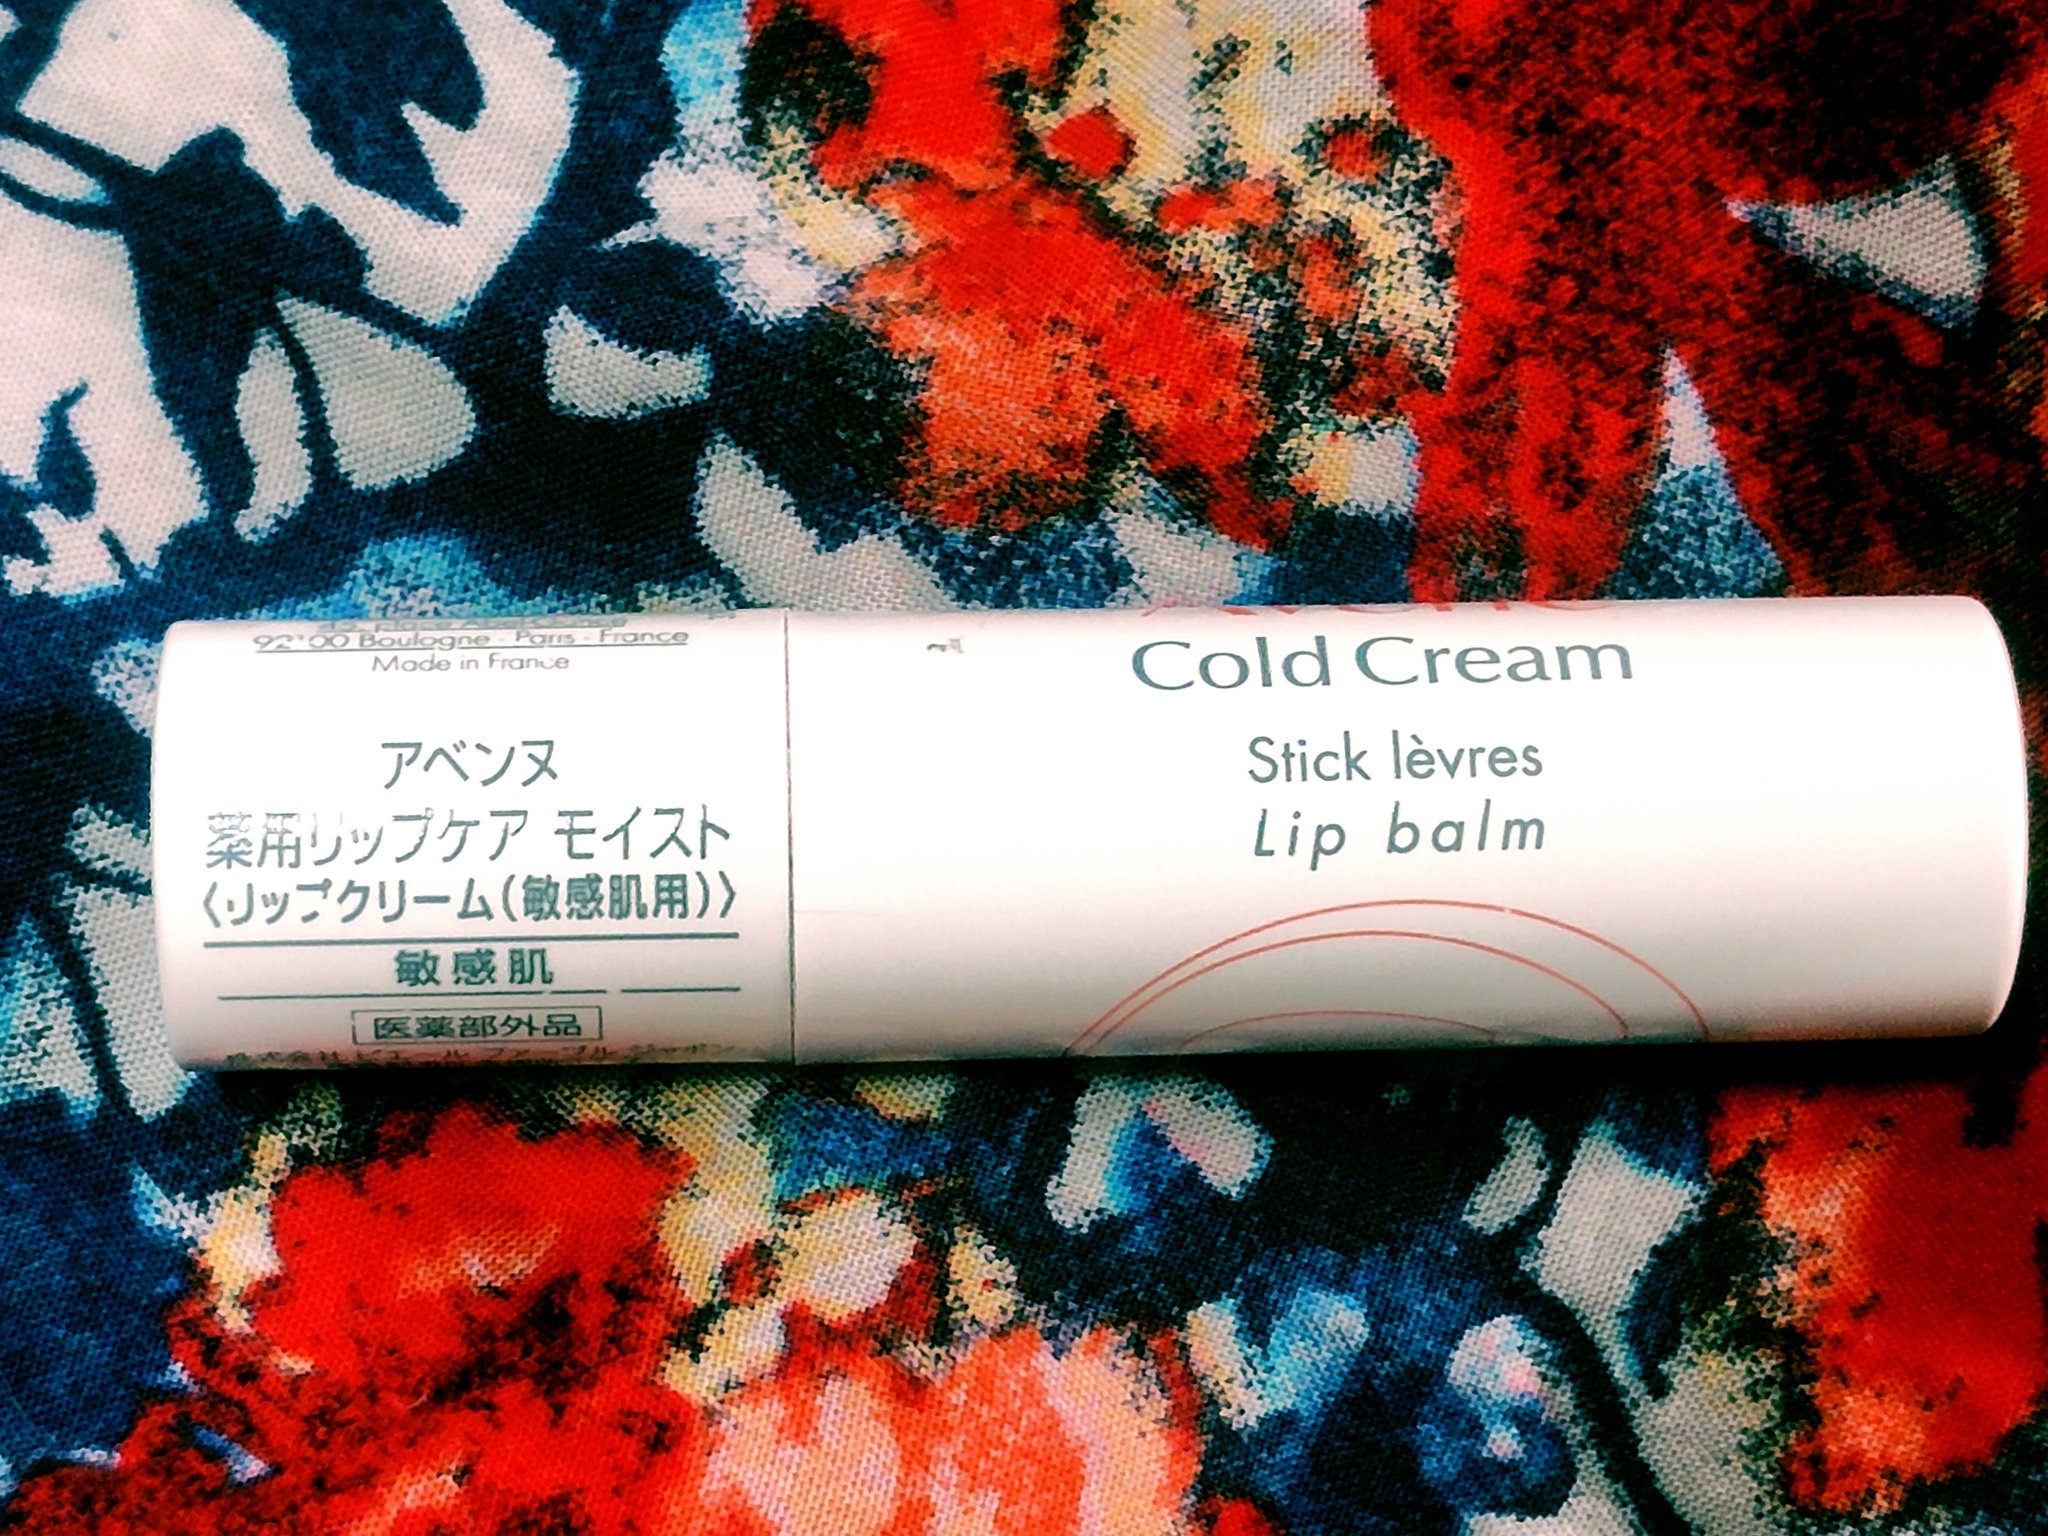 92100 Boulogne - Paris - France
Made in France
アベンヌ
薬用リップケア モイスト
〈リップクリーム(敏感肌用)〉
敏感肌
医薬部外品
Cold Cream
Stick lèvres
Lip balm